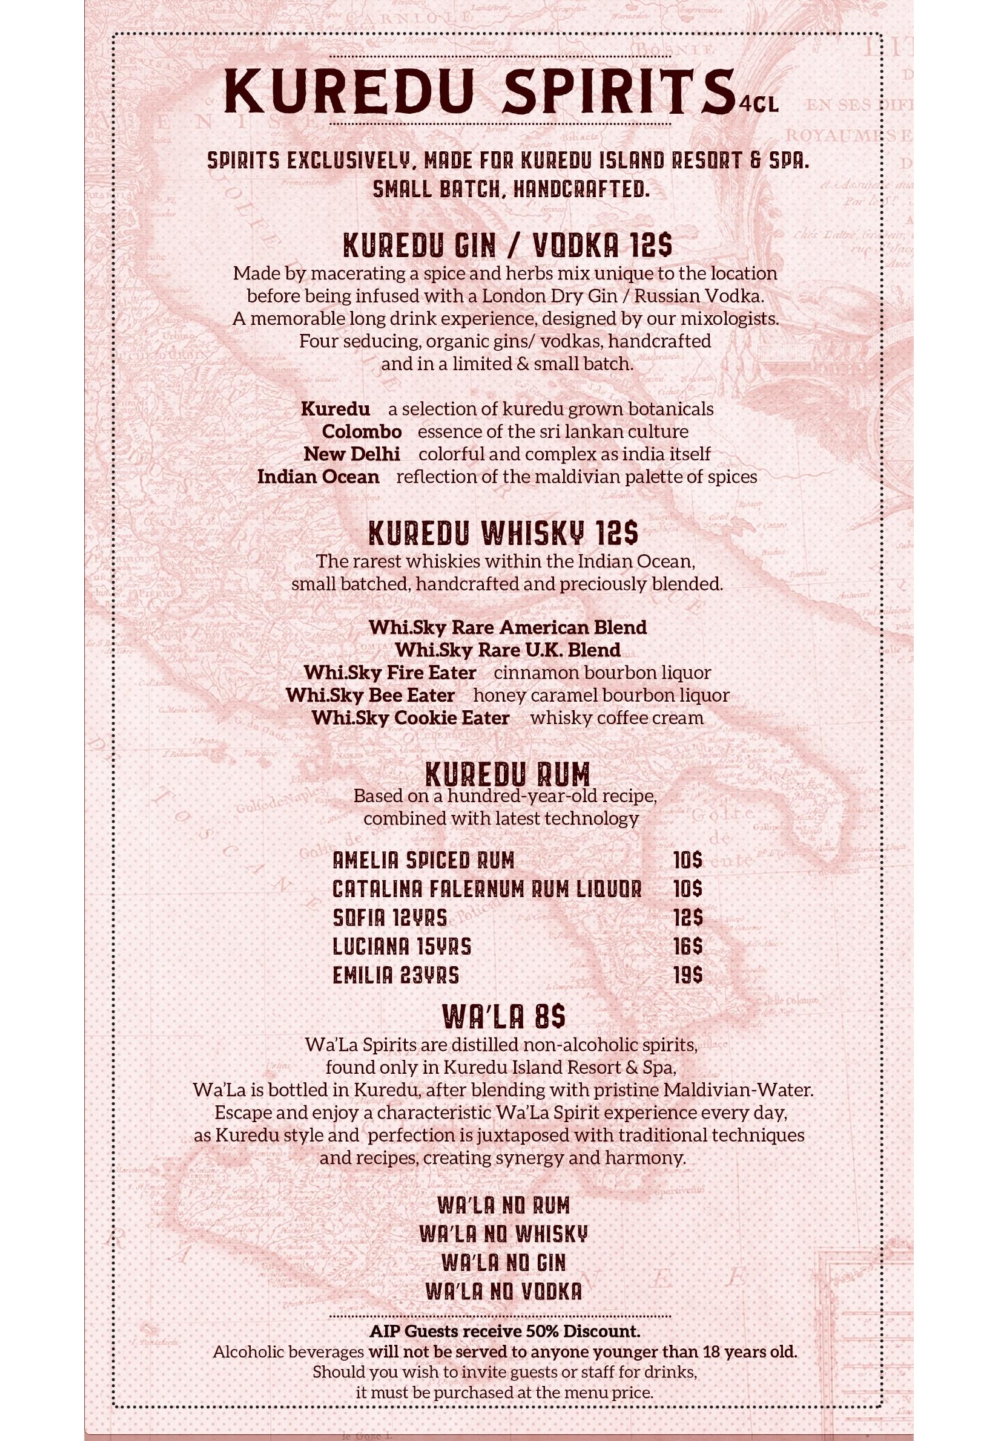 KUREDU SPIRITS 4CL
SPIRITS EXCLUSIVELY, MADE FOR KUREDU ISLAND RESORT & SPA.
SMALL BATCH, HANDCRAFTED.
KUREDU GIN / VODKA 12$
Made by macerating a spice and herbs mix unique to the location
before being infused with a London Dry Gin / Russian Vodka.
A memorable long drink experience, designed by our mixologists.
Four seducing, organic gins/ vodkas, handcrafted
and in a limited & small batch.
Kuredu a selection of kuredu grown botanicals
Colombo essence of the sri lankan culture
New Delhi colorful and complex as india itself
Indian Ocean reflection of the maldivian palette of spices
KUREDU WHISKY 12$
The rarest whiskies within the Indian Ocean,
small batched, handcrafted and preciously blended.
Whi.Sky Rare American Blend
Whi.Sky Rare U.K. Blend
Whi.Sky Fire Eater cinnamon bourbon liquor
Whi.Sky Bee Eater honey caramel bourbon liquor
Whi.Sky Cookie Eater whisky coffee cream
KUREDU RUM
Based on a hundred-year-old recipe,
combined with latest technology
AMELIA SPICED RUM 10$
CATALINA FALERNUM RUM LIQUOR 10$
SOFIA 12YRS 12$
LUCIANA 15YRS 16$
EMILIA 23YRS 19$
WA'LA 8$
Wa'La Spirits are distilled non-alcoholic spirits,
found only in Kuredu Island Resort & Spa,
Wa'La is bottled in Kuredu, after blending with pristine Maldivian-Water.
Escape and enjoy a characteristic Wa'La Spirit experience every day,
as Kuredu style and perfection is juxtaposed with traditional techniques
and recipes, creating synergy and harmony.
WA'LA NO RUM
WA'LA NO WHISKY
WA'LA NO GIN
WA'LA NO VODKA
AIP Guests receive 50% Discount.
Alcoholic beverages will not be served to anyone younger than 18 years old.
Should you wish to invite guests or staff for drinks,
it must be purchased at the menu price.